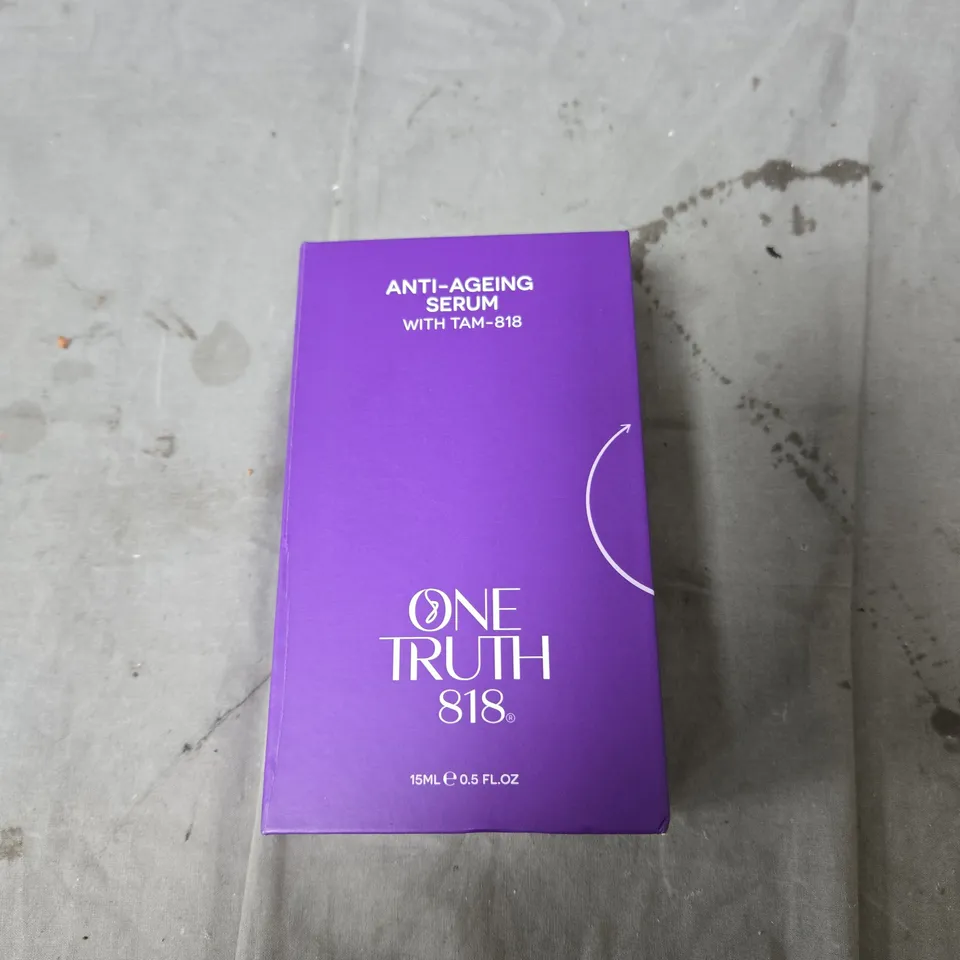 ANTI-AGEING
SERUM
WITH TAM-818
ONE
TRUTH
818®
15ML ℮ 0.5 FL.OZ